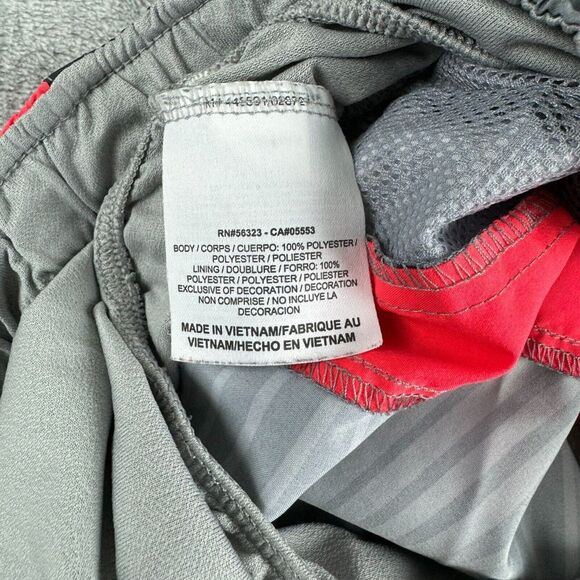 RN#56323 - CA#05553
BODY / CORPS / CUERPO: 100% POLYESTER /
POLYESTER / POLIESTER
LINING / DOUBLURE / FORRO: 100%
POLYESTER / POLYESTER / PLIESTER
EXCLUSIVE OF DECORATION / DECORATION
NON COMPRISE / NO INCLUYE LA
DECORACION
MADE IN VIETNAM/FABRIQUE AU
VIETNAM/HECHO EN VIETNAM